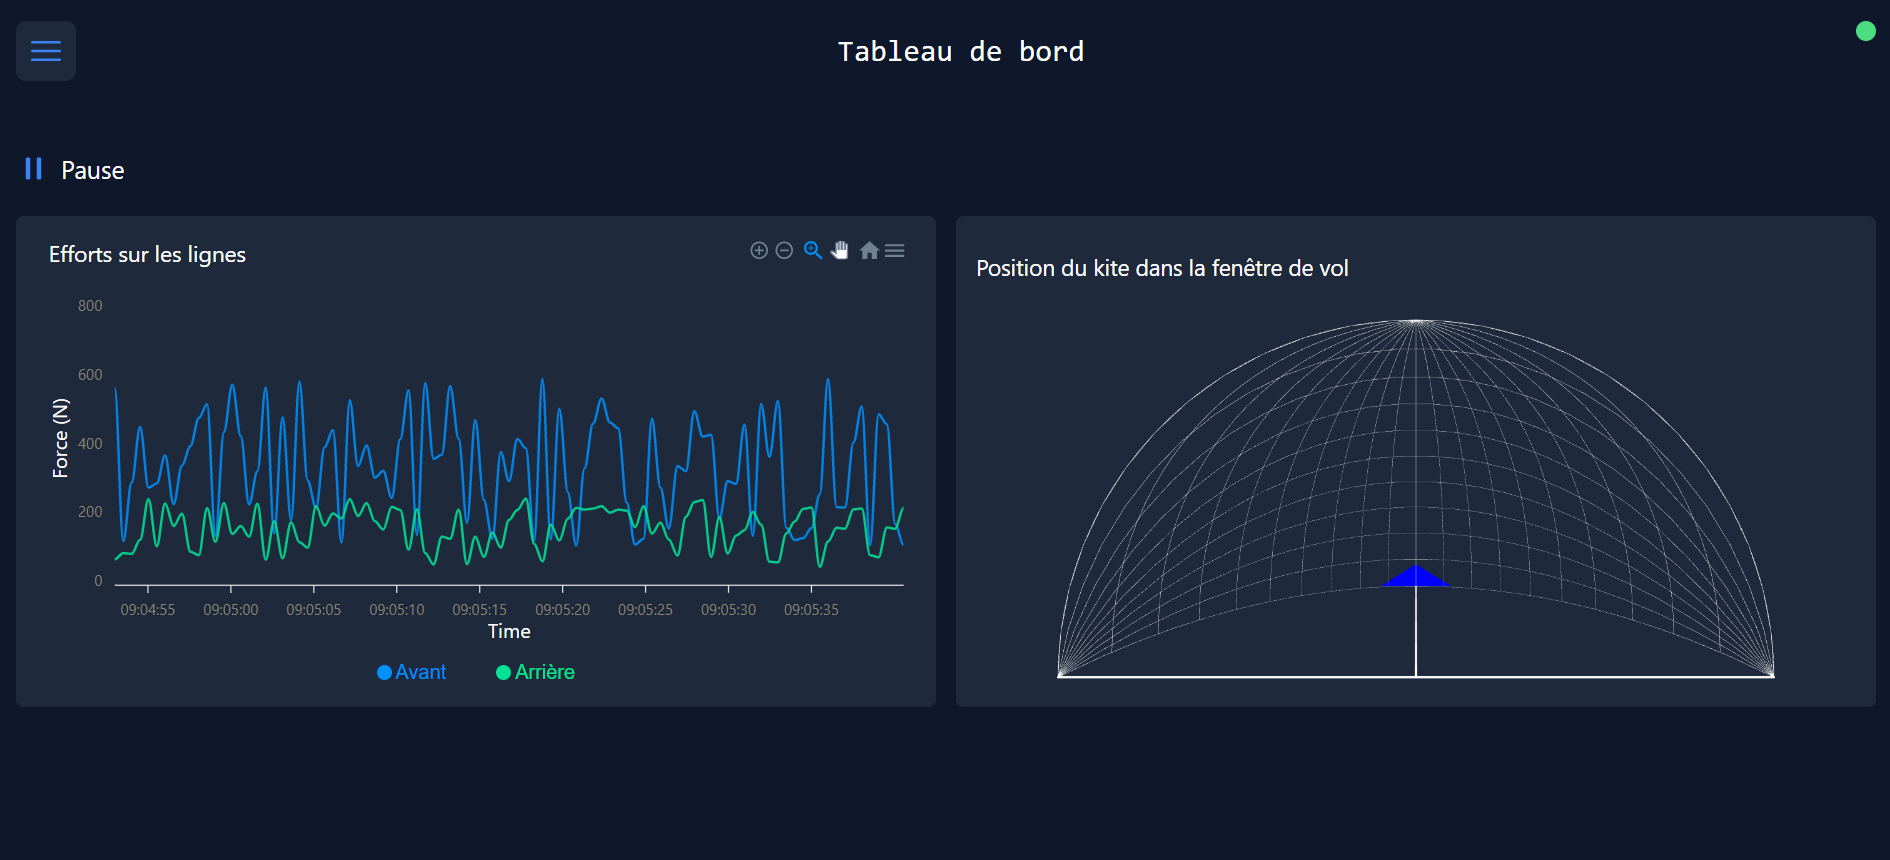 Tableau de bord
Pause
Efforts sur les lignes
800
600
400
200
0
Force (N)
09:04:55 09:05:00 09:05:05 09:05:10 09:05:15 09:05:20 09:05:25 09:05:30 09:05:35
Time
Avant Arrière
Position du kite dans la fenêtre de vol